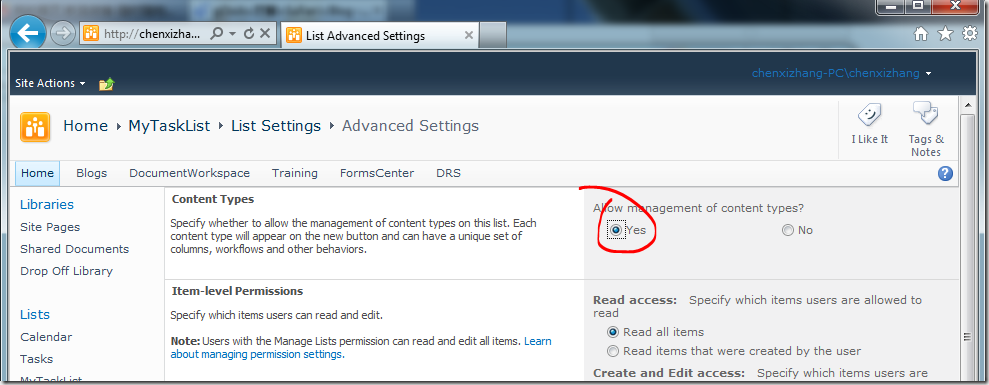 http://chenxizha...
List Advanced Settings
Site Actions
chenxizhang-PC\chenxizhang
Home MyTaskList List Settings Advanced Settings
I Like It
Tags &
Notes
Home Blogs DocumentWorkspace Training FormsCenter DRS
Libraries
Site Pages
Shared Documents
Drop Off Library
Lists
Calendar
Tasks
MyTaskList
Content Types
Specify whether to allow the management of content types on this list. Each
content type will appear on the new button and can have a unique set of
columns, workflows and other behaviors.
Allow management of content types?
Yes No
Item-level Permissions
Specify which items users can read and edit.
Note: Users with the Manage Lists permission can read and edit all items. Learn
about managing permission settings.
Read access: Specify which items users are allowed to
read
Read all items
Read items that were created by the user
Create and Edit access: Specify which items users are